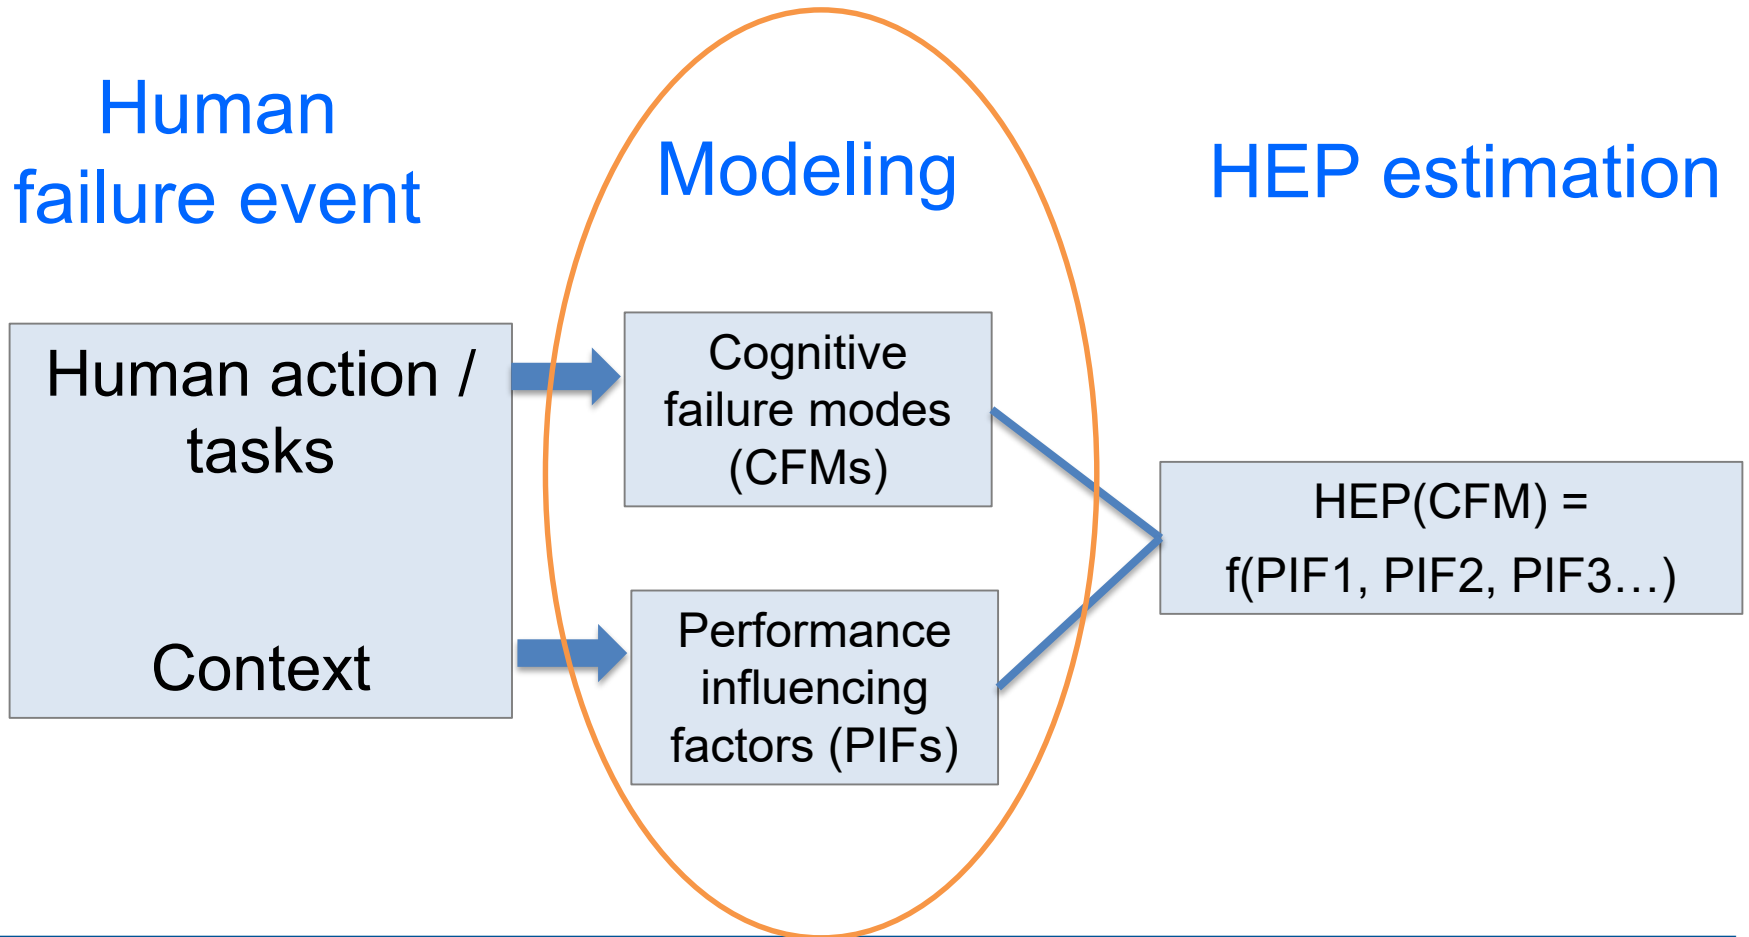 Human
failure event
Modeling
HEP estimation
Human action /
tasks
Context
Cognitive
failure modes
(CFMs)
Performance
influencing
factors (PIFs)
HEP(CFM) =
f(PIF1, PIF2, PIF3…)